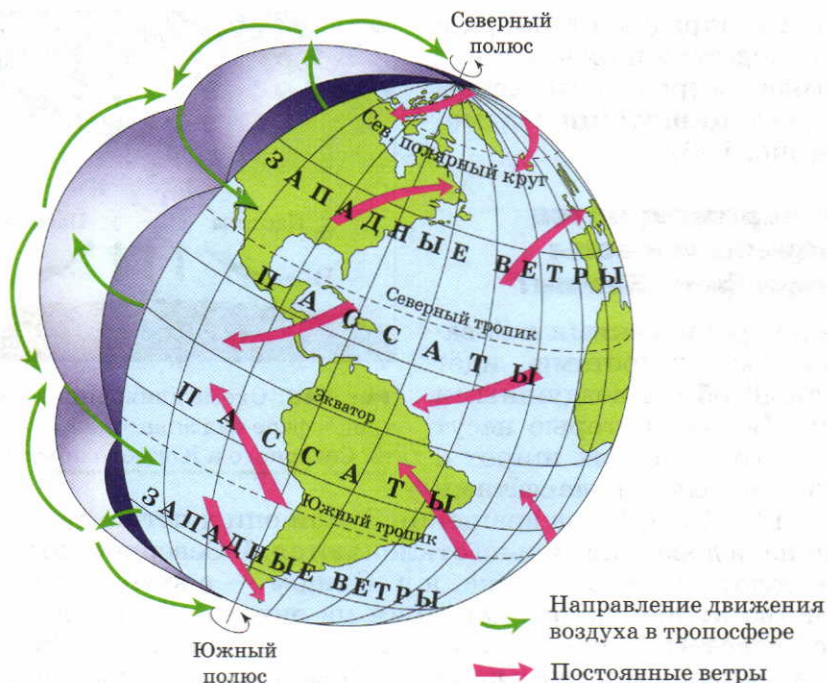 Северный
полюс
Сев. полярный круг
ЗАПАДНЫЕ ВЕТРЫ
Северный тропик
ПАССАТЫ
Экватор
ПАССАТЫ
Южный тропик
ЗАПАДНЫЕ ВЕТРЫ
Южный
полюс
Направление движения
воздуха в тропосфере
Постоянные ветры